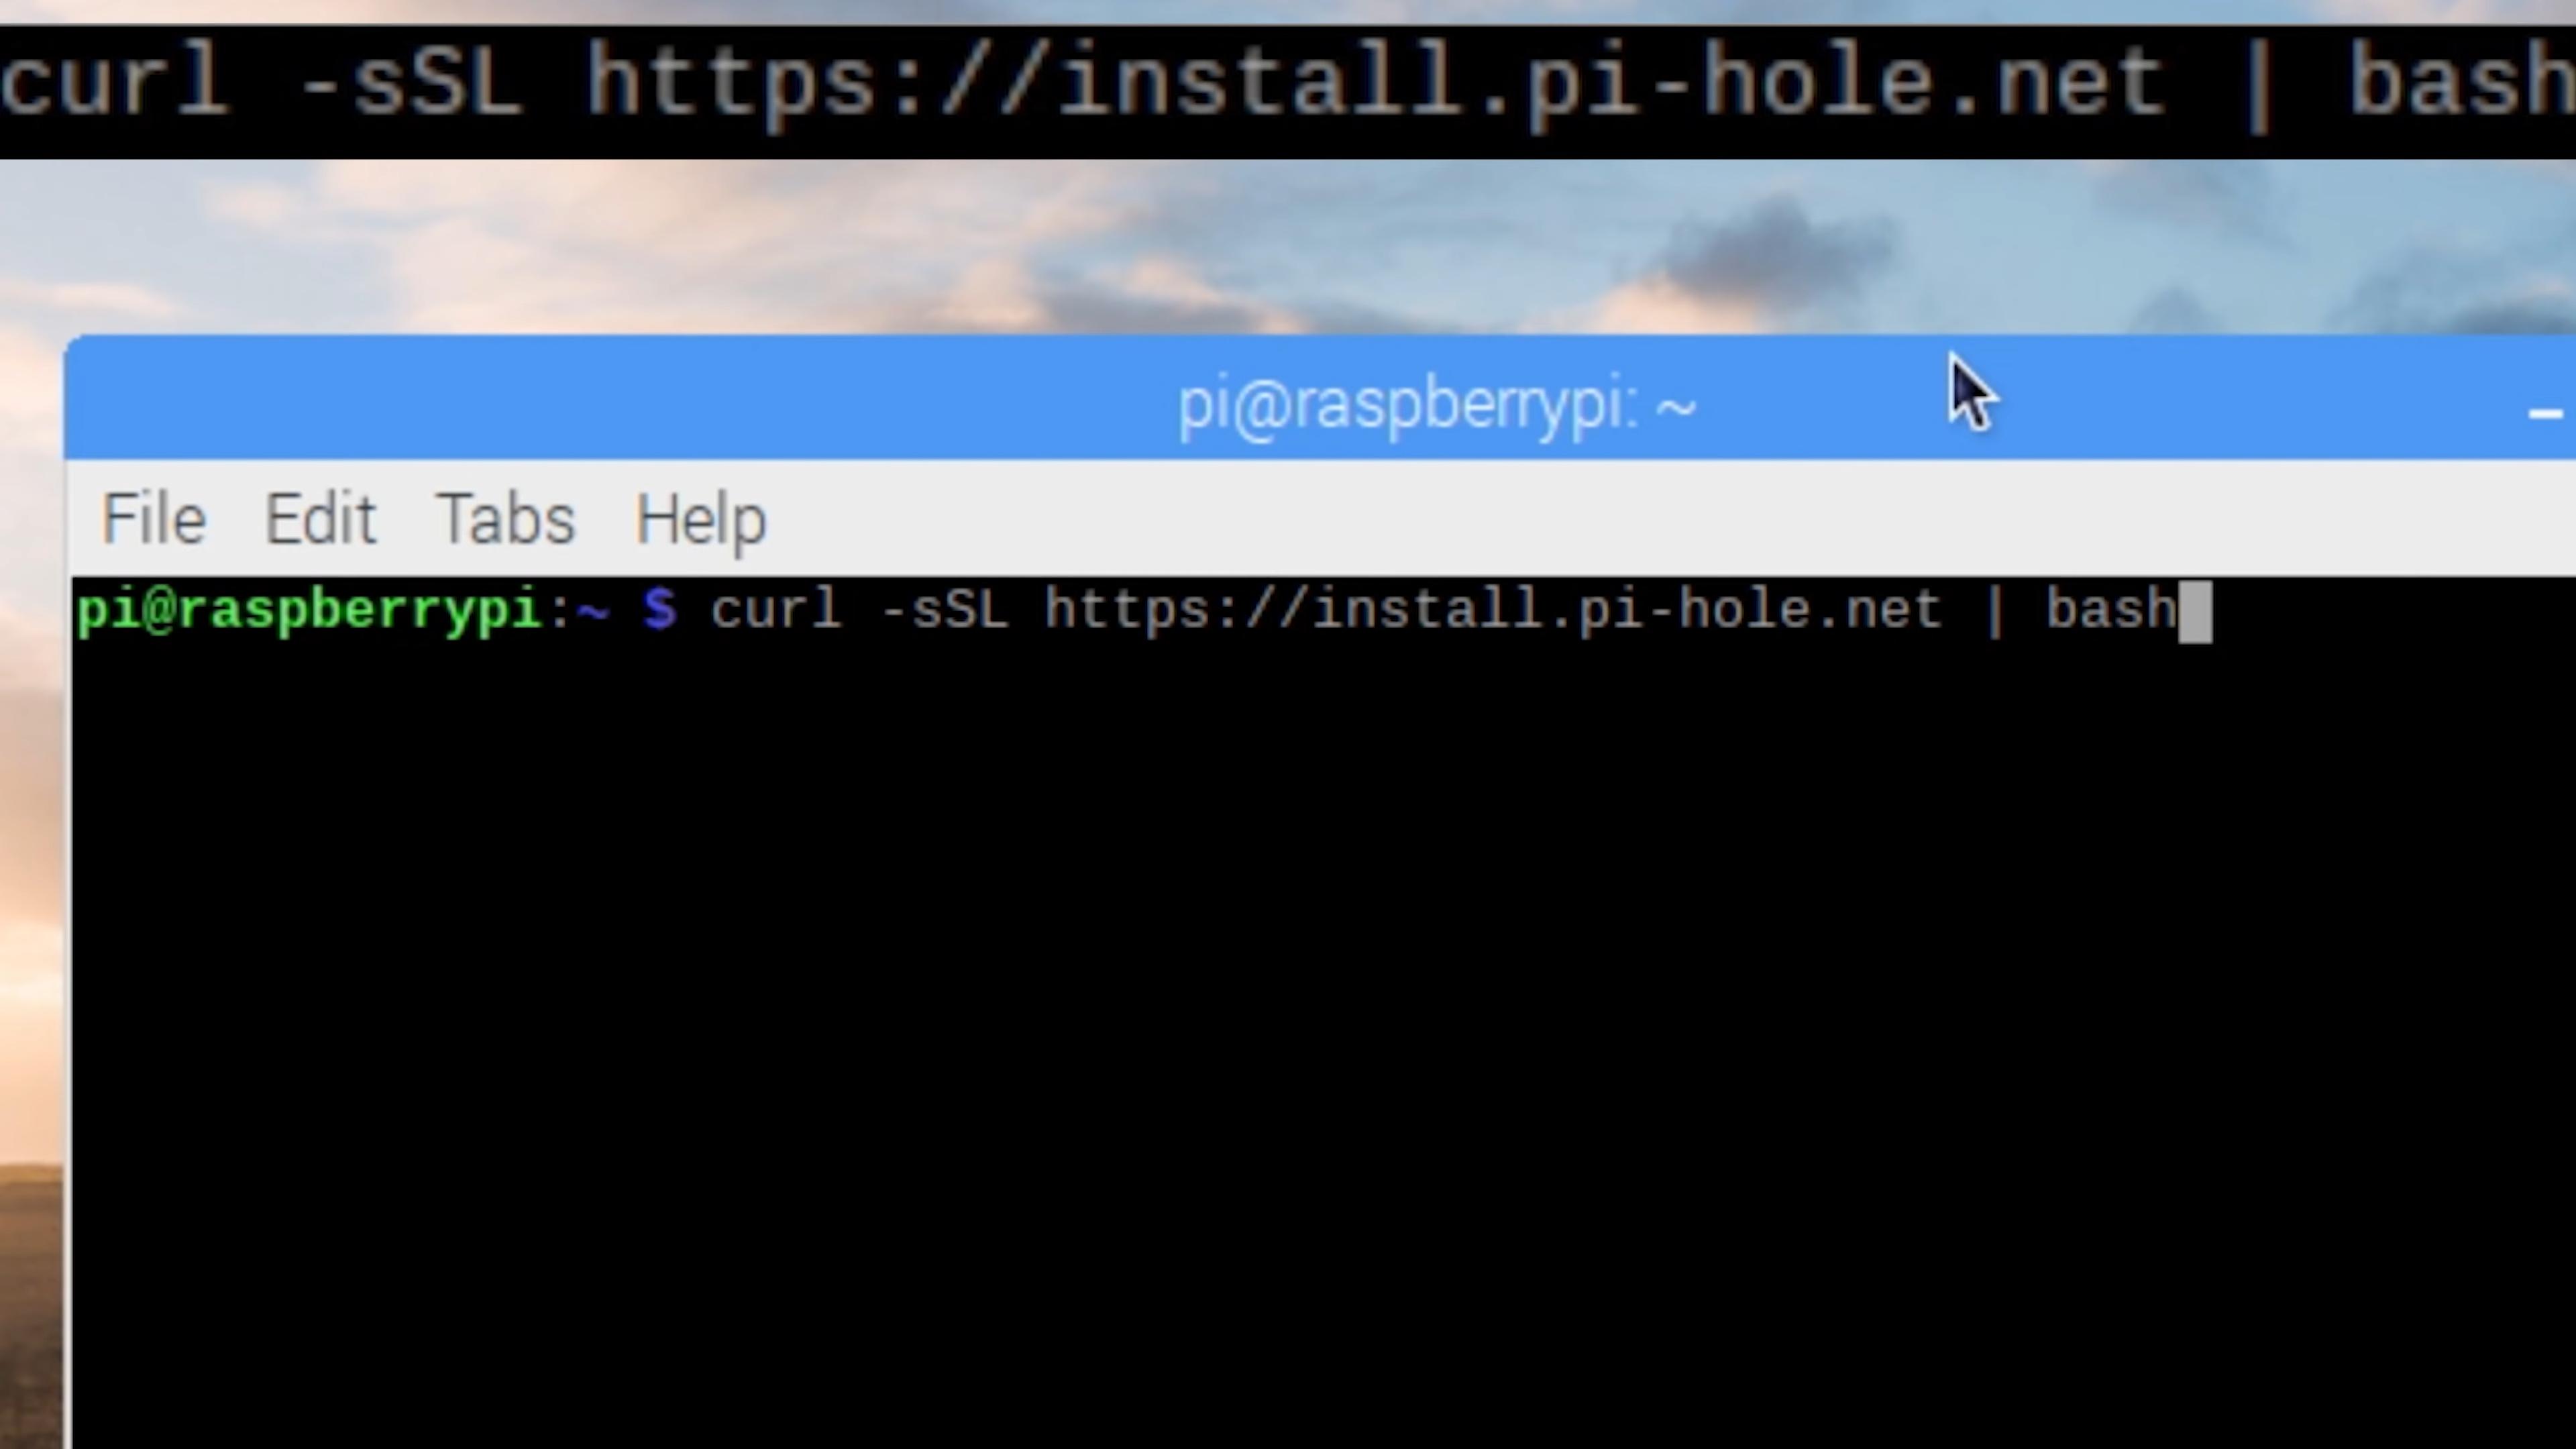 curl -sSL https://install.pi-hole.net | bash
pi@raspberrypi: ~
File Edit Tabs Help
pi@raspberrypi:~ $ curl -sSL https://install.pi-hole.net | bash